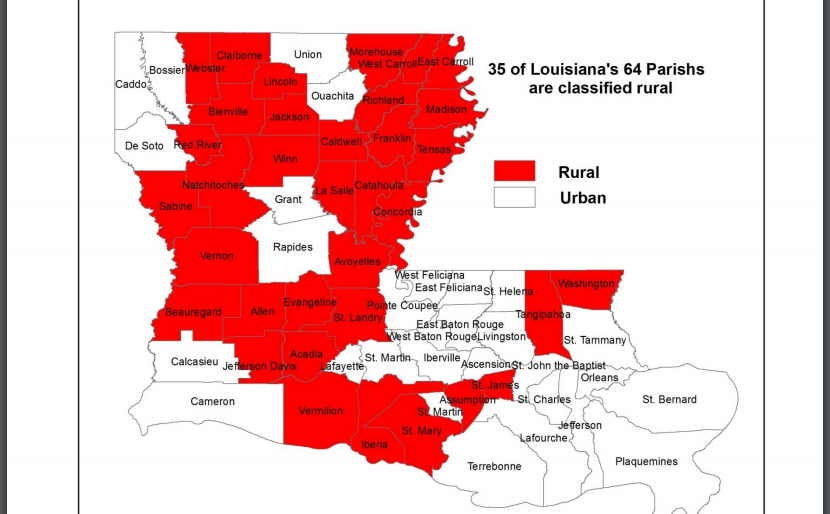 35 of Louisiana's 64 Parishs
are classified rural
Rural
Urban
Caddo
Bossier
Webster
Claiborne
Union
Morehouse
West Carroll
East Carroll
Lincoln
Ouachita
Richland
Madison
Bienville
Jackson
De Soto
Red River
Caldwell
Franklin
Tensas
Winn
Natchitoches
Sabine
Grant
La Salle
Catahoula
Concordia
Vernon
Rapides
Avoyelles
West Feliciana
East Feliciana
St. Helena
Washington
Beauregard
Allen
Evangeline
St. Landry
Pointe Coupee
Tangipahoa
East Baton Rouge
West Baton Rouge
Livingston
St. Tammany
Calcasieu
Jefferson Davis
Acadia
Lafayette
St. Martin
Iberville
Ascension
St. John the Baptist
Orleans
Cameron
Vermilion
St. James
Assumption
St. Martin
St. Charles
St. Bernard
Iberia
St. Mary
Jefferson
Lafourche
Terrebonne
Plaquemines